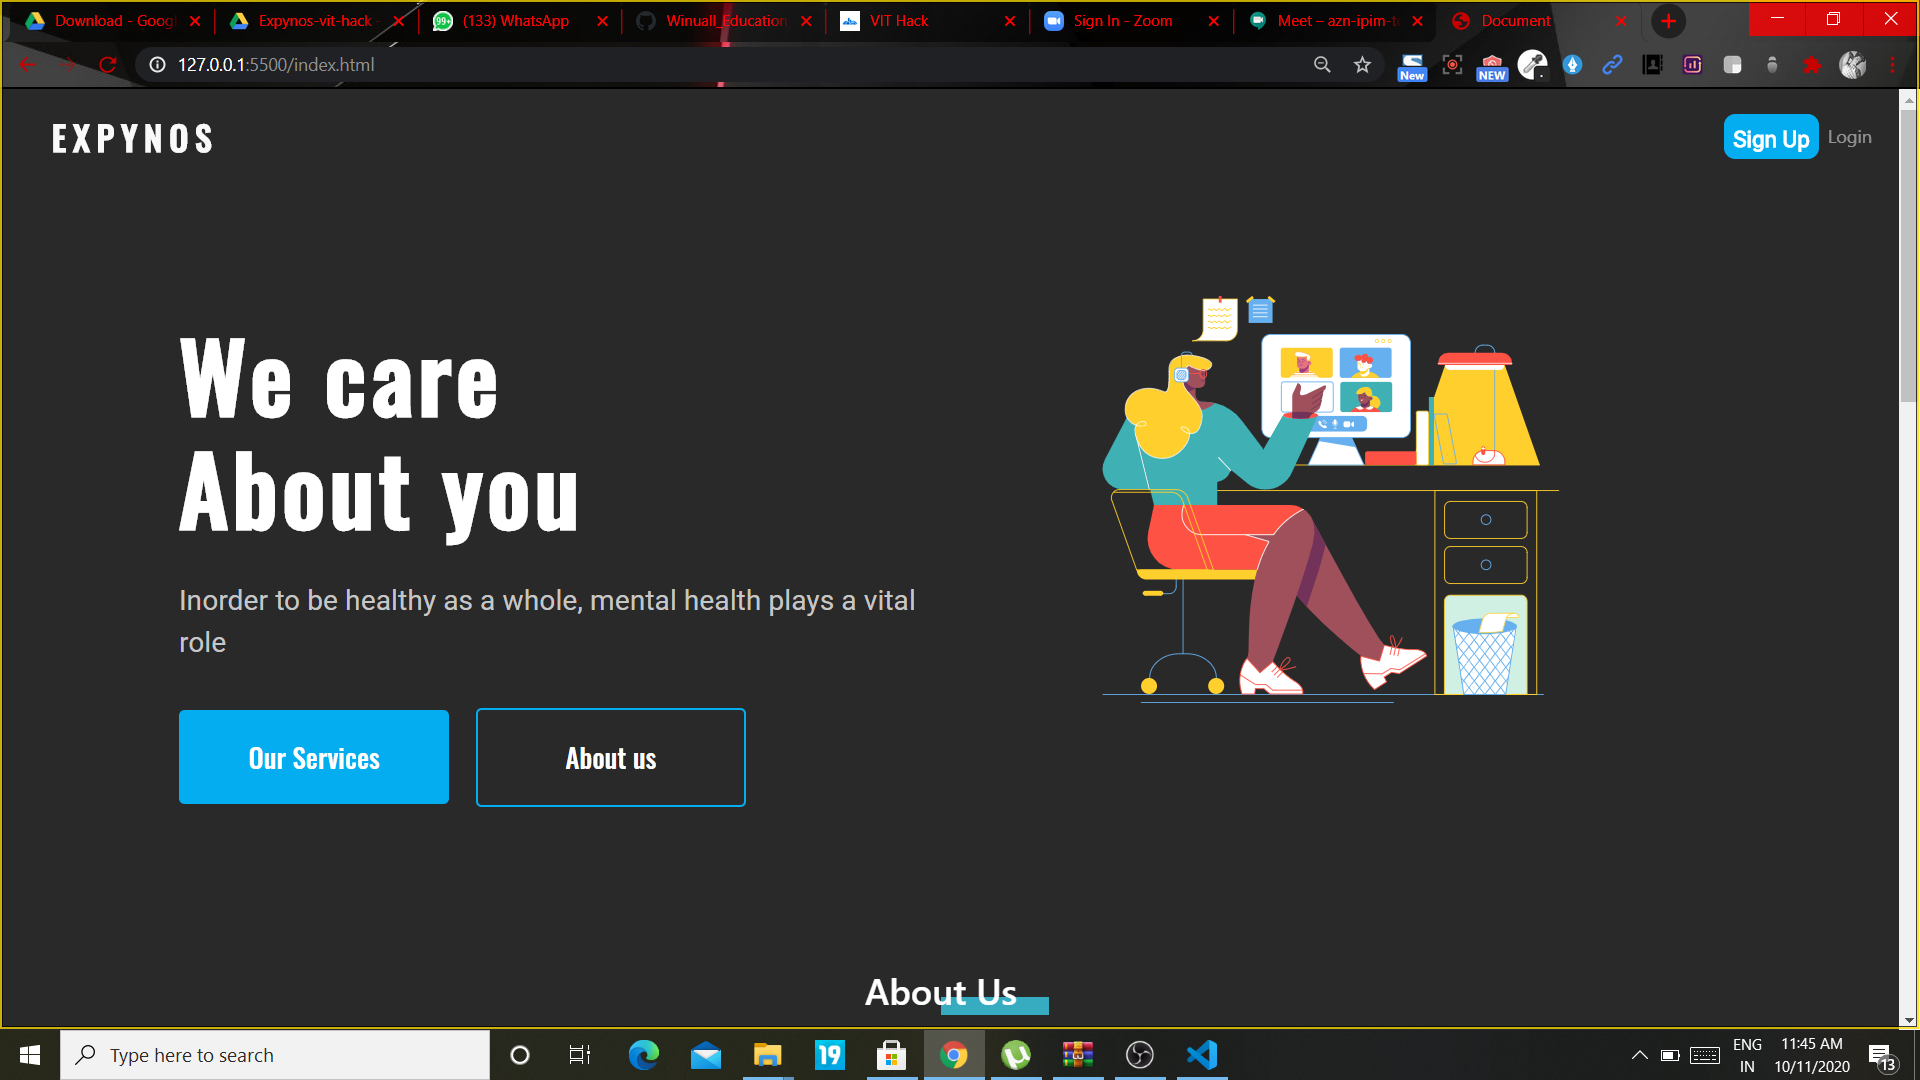 Download - Googl
Expynos-vit-hack -
(133) WhatsApp
Winuall_Education
VIT Hack
Sign In - Zoom
Meet – azn-ipim-t
Document
127.0.0.1:5500/index.html
New
NEW
EXPYNOS
Sign Up
Login
We care
About you
Inorder to be healthy as a whole, mental health plays a vital
role
Our Services
About us
About Us
Type here to search
19
ENG
IN
11:45 AM
10/11/2020
13